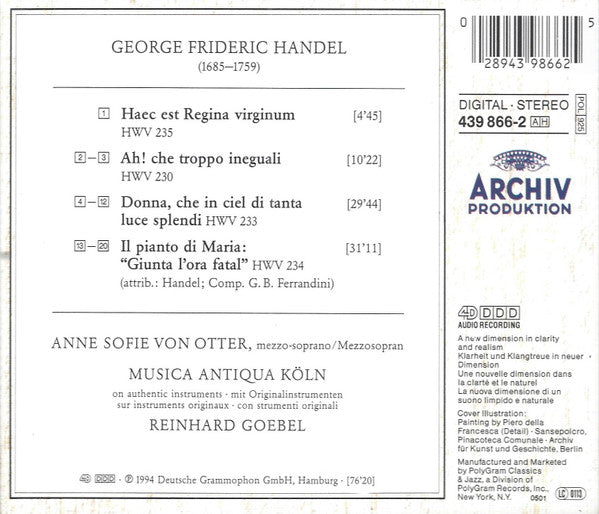 GEORGE FRIDERIC HANDEL
(1685–1759)
1 Haec est Regina virginum [4'45]
HWV 235
2–3 Ah! che troppo ineguali [10'22]
HWV 230
4–12 Donna, che in ciel di tanta [29'44]
luce splendi HWV 233
13–20 Il pianto di Maria: [31'11]
“Giunta l'ora fatal” HWV 234
(attrib.: Handel; Comp. G. B. Ferrandini)
ANNE SOFIE VON OTTER, mezzo-soprano/Mezzosopran
MUSICA ANTIQUA KÖLN
on authentic instruments · mit Originalinstrumenten
sur instruments originaux · con strumenti originali
REINHARD GOEBEL
4D DDD · ℗ 1994 Deutsche Grammophon GmbH, Hamburg · [76'20]
0 28943 98662 5
DIGITAL · STEREO
439 866-2 AH
POL 925
ARCHIV
PRODUKTION
4D DDD
AUDIO RECORDING
A new dimension in clarity
and realism
Klarheit und Klangtreue in neuer
Dimension
Une nouvelle dimension dans
la clarté et le naturel
La nuova dimensione di un
suono limpido e naturale
Cover Illustration:
Painting by Piero della
Francesca (Detail) · Sansepolcro,
Pinacoteca Comunale · Archiv
für Kunst und Geschichte, Berlin
Manufactured and Marketed
by PolyGram Classics
& Jazz, a Division of
PolyGram Records, Inc.,
New York, N.Y. 0501 LC 0113